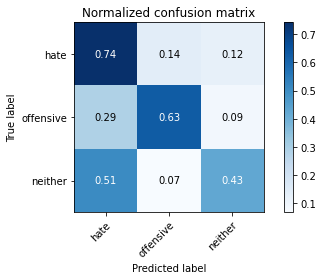 Normalized confusion matrix
True label
hate 0.74 0.14 0.12
offensive 0.29 0.63 0.09
neither 0.51 0.07 0.43
hate offensive neither
Predicted label
0.7
0.6
0.5
0.4
0.3
0.2
0.1